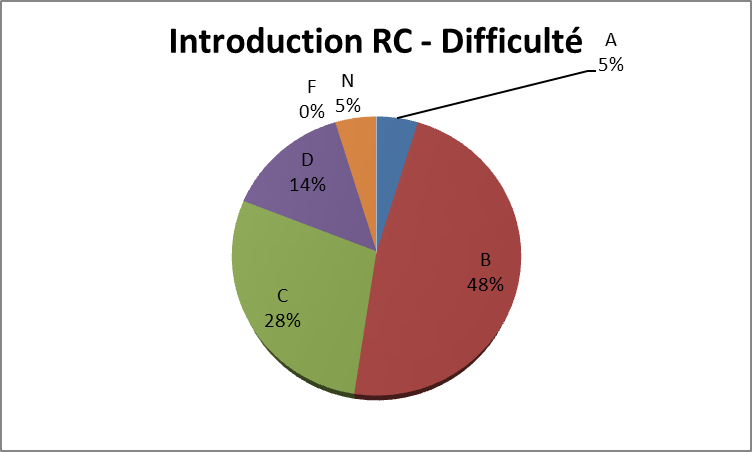 Introduction RC - Difficulté
A
5%
B
48%
C
28%
D
14%
F
0%
N
5%